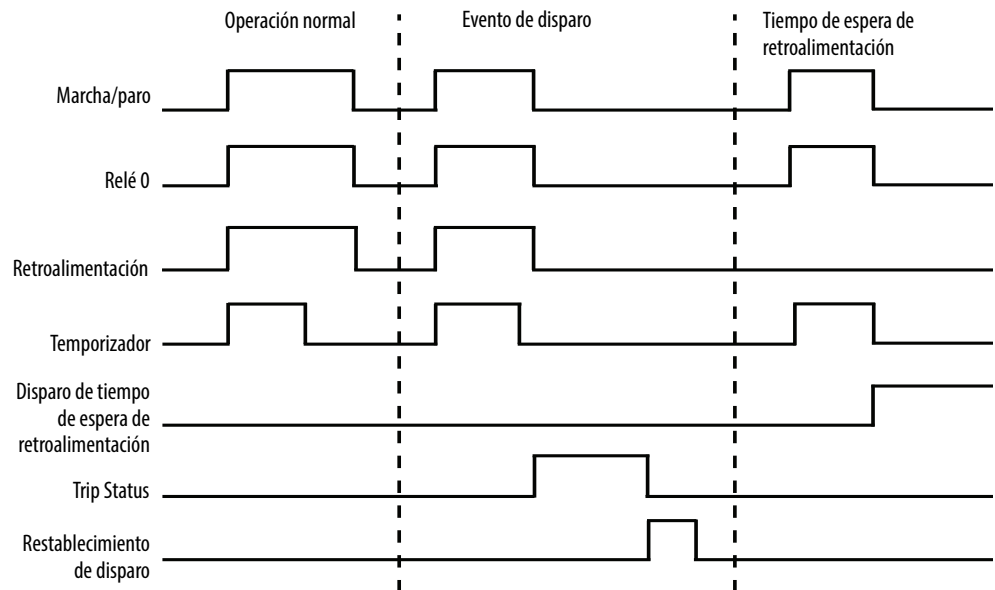 Operación normal
Evento de disparo
Tiempo de espera de
retroalimentación
Marcha/paro
Relé 0
Retroalimentación
Temporizador
Disparo de tiempo
de espera de
retroalimentación
Trip Status
Restablecimiento
de disparo